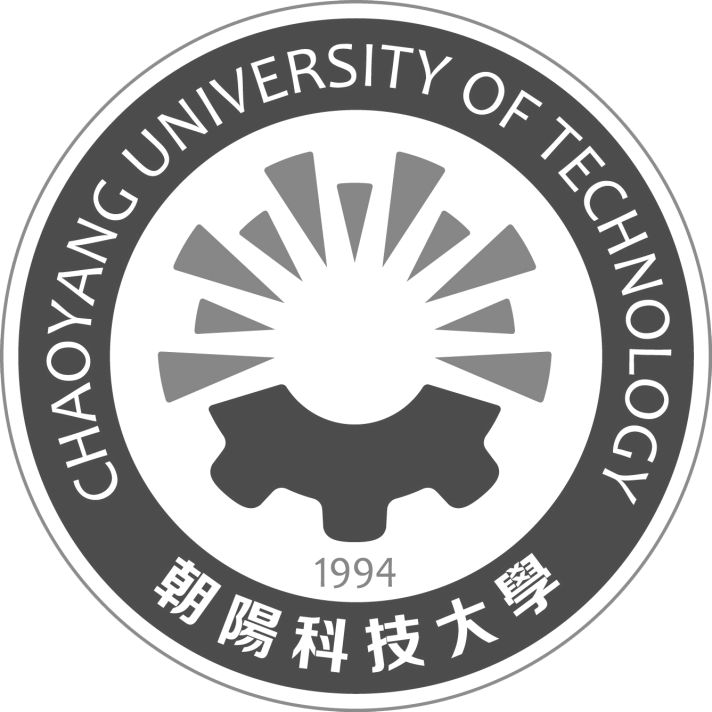 CHAOYANG UNIVERSITY OF TECHNOLOGY
1994
朝陽科技大學